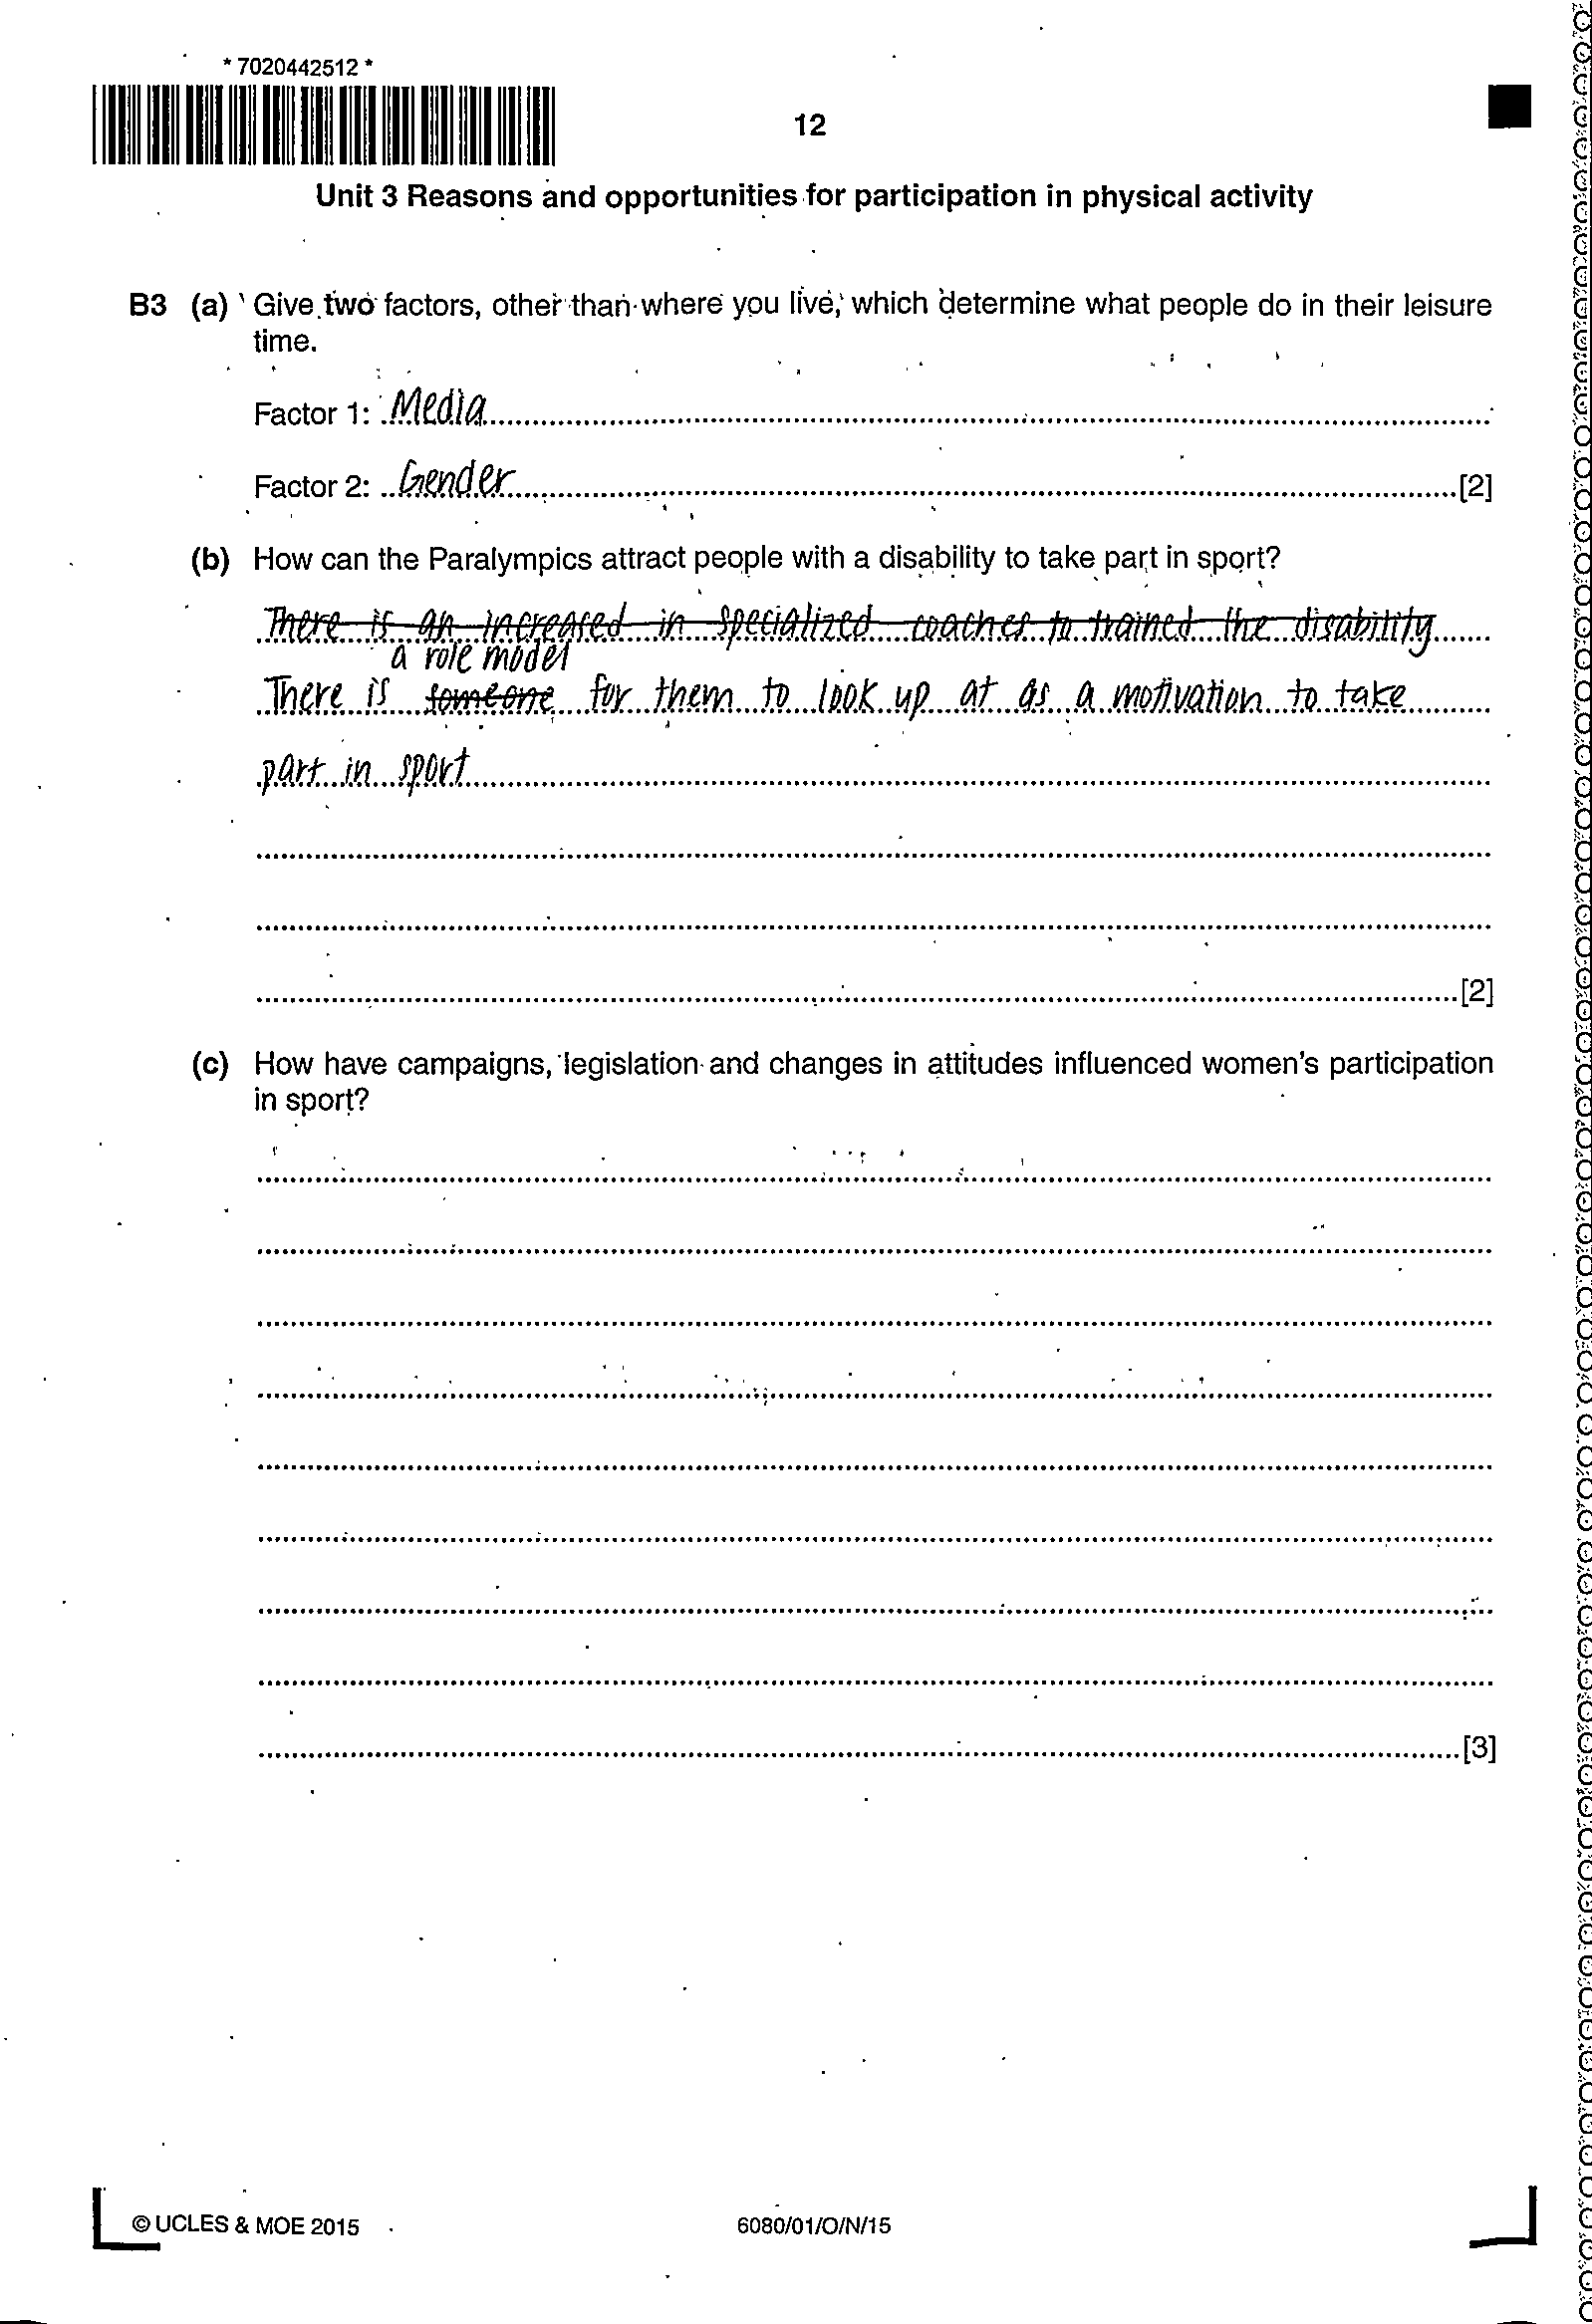 * 7020442512 *
12
Unit 3 Reasons and opportunities for participation in physical activity
B3 (a) Give two factors, other than where you live, which determine what people do in their leisure
time.
Factor 1: Media
Factor 2: Gender [2]
(b) How can the Paralympics attract people with a disability to take part in sport?
There is an increased in specialized coaches to trained the disability
a role model
There is someone for them to look up at as a motivation to take
part in sport
[2]
(c) How have campaigns, legislation and changes in attitudes influenced women's participation
in sport?
[3]
© UCLES & MOE 2015
6080/01/O/N/15